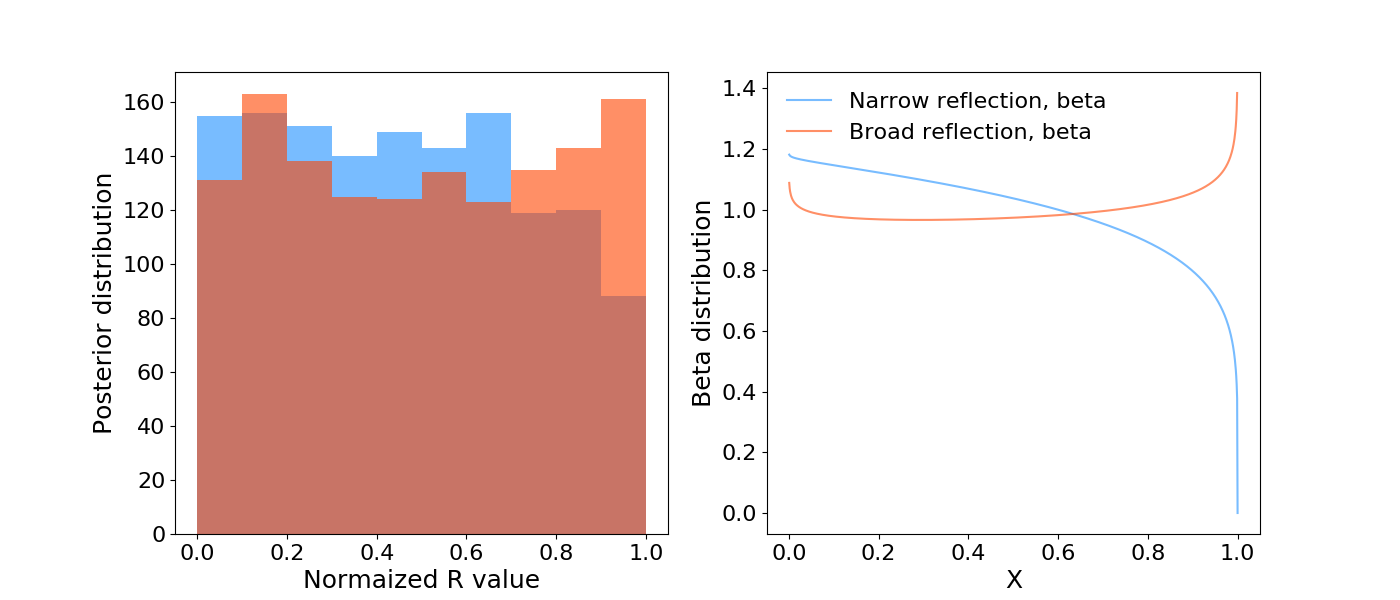 Posterior distribution
160
140
120
100
80
60
40
20
0
0.0 0.2 0.4 0.6 0.8 1.0
Normaized R value
Beta distribution
1.4
1.2
1.0
0.8
0.6
0.4
0.2
0.0
Narrow reflection, beta
Broad reflection, beta
0.0 0.2 0.4 0.6 0.8 1.0
X